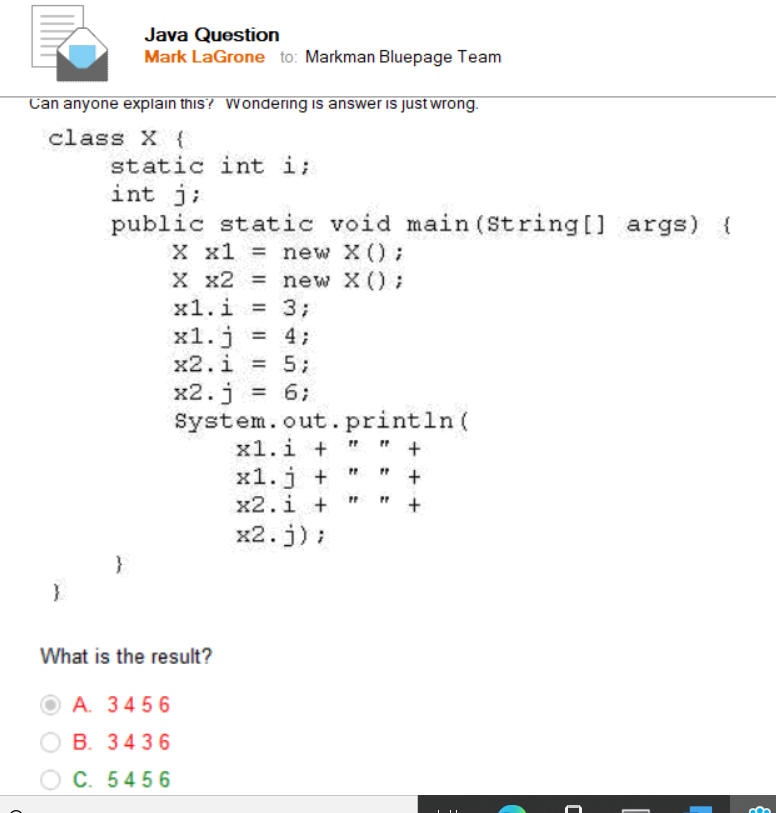 Java Question
Mark LaGrone to: Markman Bluepage Team
Can anyone explain this? Wondering is answer is just wrong.
class X {
static int i;
int j;
public static void main(String[] args) {
X x1 = new X();
X x2 = new X();
x1.i = 3;
x1.j = 4;
x2.i = 5;
x2.j = 6;
System.out.println(
x1.i + " " +
x1.j + " " +
x2.i + " " +
x2.j);
}
}
What is the result?
A. 3 4 5 6
B. 3 4 3 6
C. 5 4 5 6